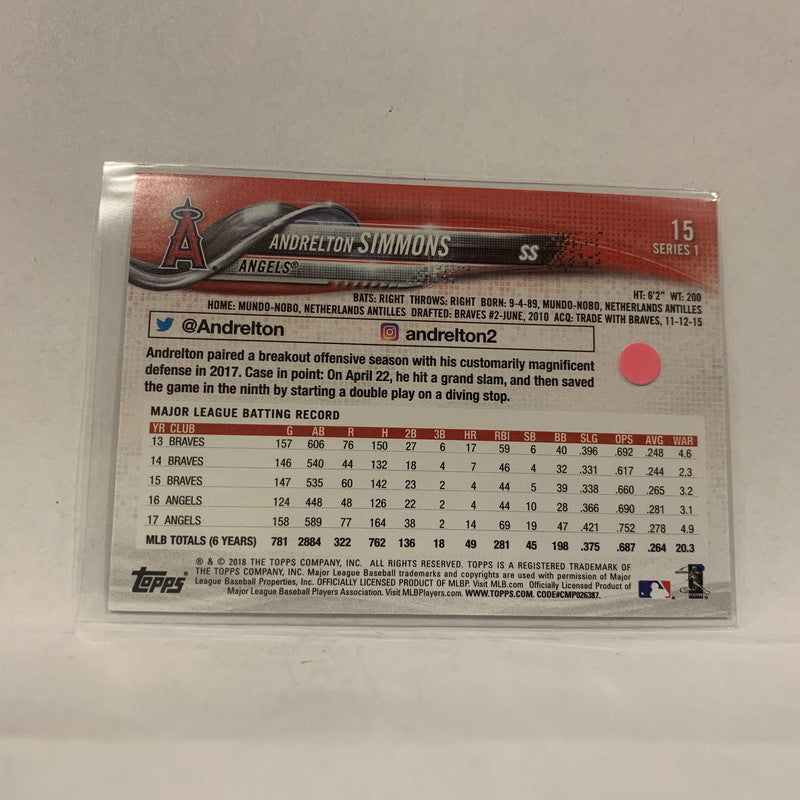 A
ANDRELTON SIMMONS SS
ANGELS®
15
SERIES 1
HT: 6'2" WT: 200
BATS: RIGHT THROWS: RIGHT BORN: 9-4-89, MUNDO-NOBO, NETHERLANDS ANTILLES
HOME: MUNDO-NOBO, NETHERLANDS ANTILLES DRAFTED: BRAVES #2-JUNE, 2010 ACQ: TRADE WITH BRAVES, 11-12-15
@Andrelton andrelton2
Andrelton paired a breakout offensive season with his customarily magnificent
defense in 2017. Case in point: On April 22, he hit a grand slam, and then saved
the game in the ninth by starting a double play on a diving stop.
MAJOR LEAGUE BATTING RECORD
YR CLUB G AB R H 2B 3B HR RBI SB BB SLG OPS AVG WAR
13 BRAVES 157 606 76 150 27 6 17 59 6 40 .396 .692 .248 4.6
14 BRAVES 146 540 44 132 18 4 7 46 4 32 .331 .617 .244 2.3
15 BRAVES 147 535 60 142 23 2 4 44 5 39 .338 .660 .265 3.2
16 ANGELS 124 448 48 126 22 2 4 44 10 28 .366 .690 .281 3.1
17 ANGELS 158 589 77 164 38 2 14 69 19 47 .421 .752 .278 4.9
MLB TOTALS (6 YEARS) 781 2884 322 762 136 18 49 281 45 198 .375 .687 .264 20.3
topps
® & © 2018 THE TOPPS COMPANY, INC. ALL RIGHTS RESERVED. TOPPS IS A REGISTERED TRADEMARK OF
THE TOPPS COMPANY, INC. Major League Baseball trademarks and copyrights are used with permission of Major
League Baseball Properties, Inc. OFFICIALLY LICENSED PRODUCT OF MLBP. Visit MLB.com. Officially Licensed Product of
Major League Baseball Players Association. Visit MLBPlayers.com. WWW.TOPPS.COM. CODE#CMP026387.